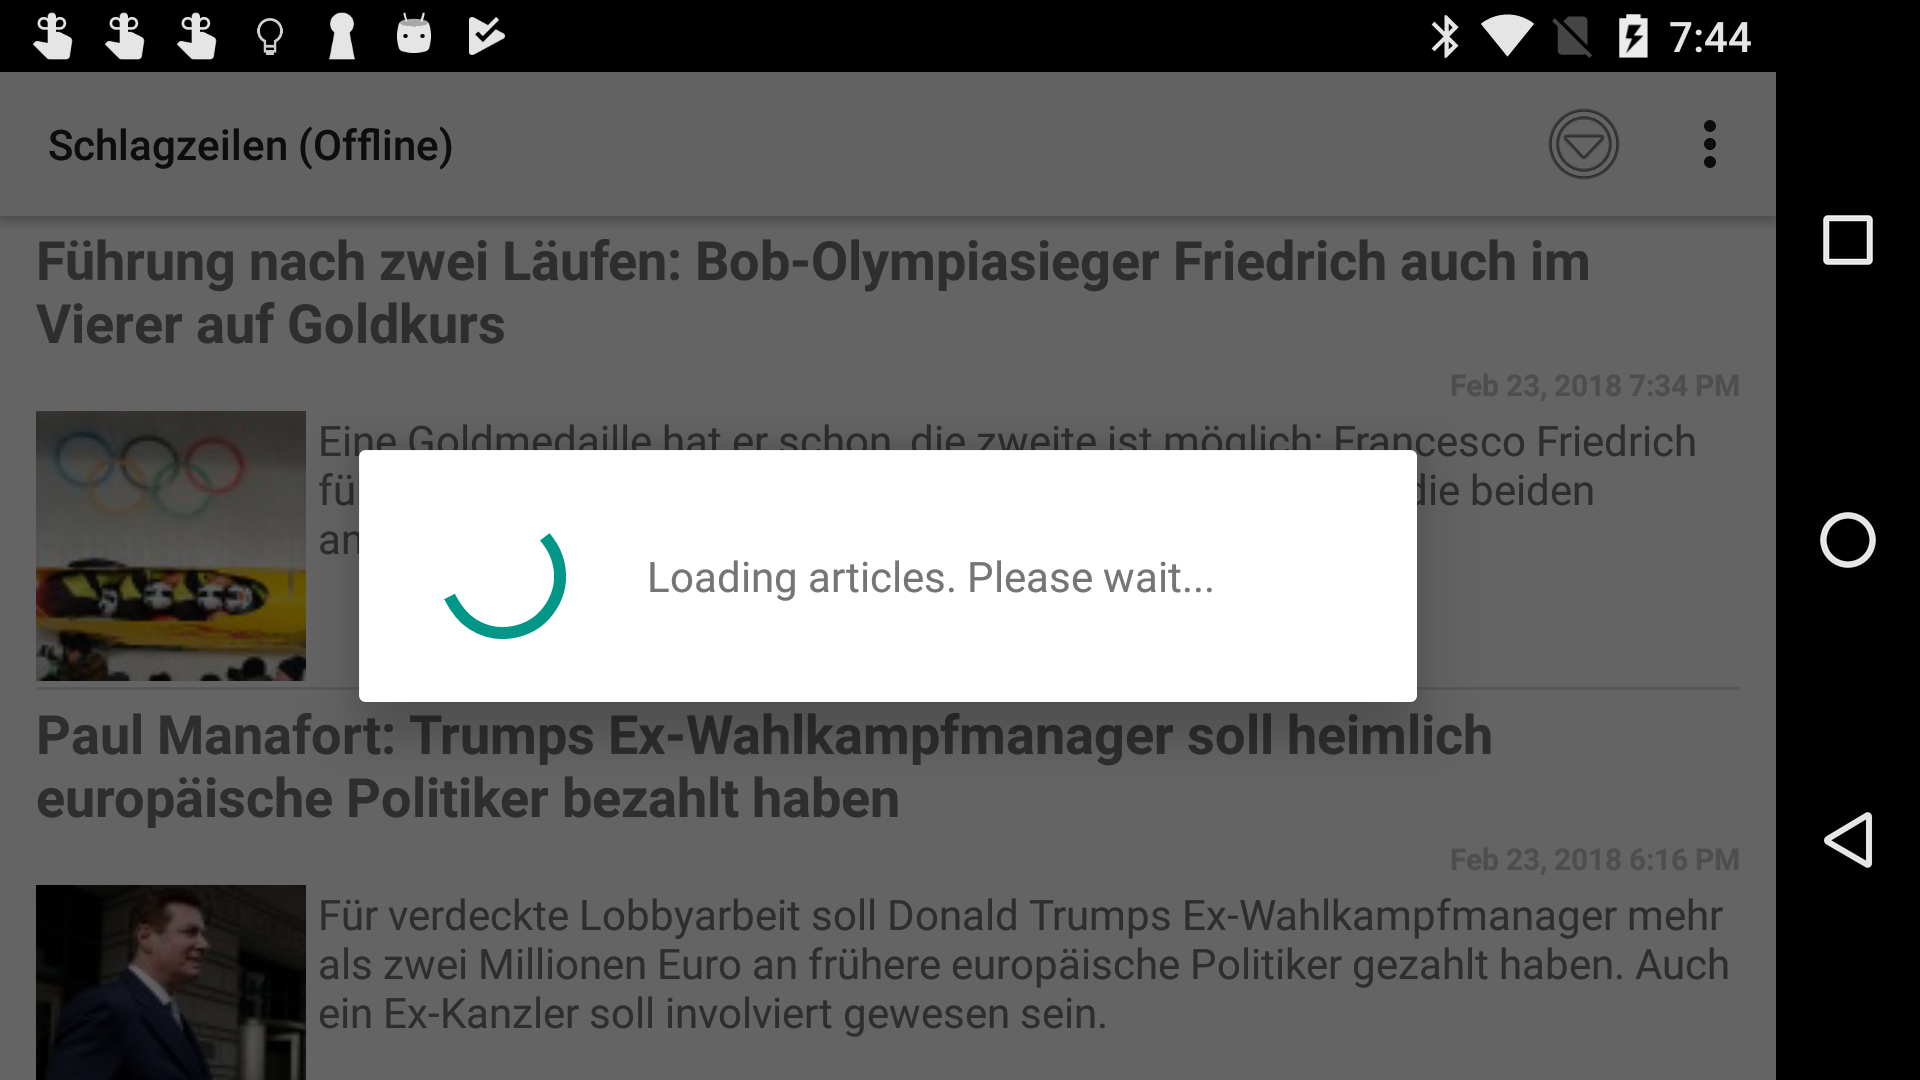 7:44
Schlagzeilen (Offline)
Führung nach zwei Läufen: Bob-Olympiasieger Friedrich auch im
Vierer auf Goldkurs
Feb 23, 2018 7:34 PM
Eine Goldmedaille hat er schon, die zweite ist möglich: Francesco Friedrich
fü die beiden
an
Loading articles. Please wait...
Paul Manafort: Trumps Ex-Wahlkampfmanager soll heimlich
europäische Politiker bezahlt haben
Feb 23, 2018 6:16 PM
Für verdeckte Lobbyarbeit soll Donald Trumps Ex-Wahlkampfmanager mehr
als zwei Millionen Euro an frühere europäische Politiker gezahlt haben. Auch
ein Ex-Kanzler soll involviert gewesen sein.